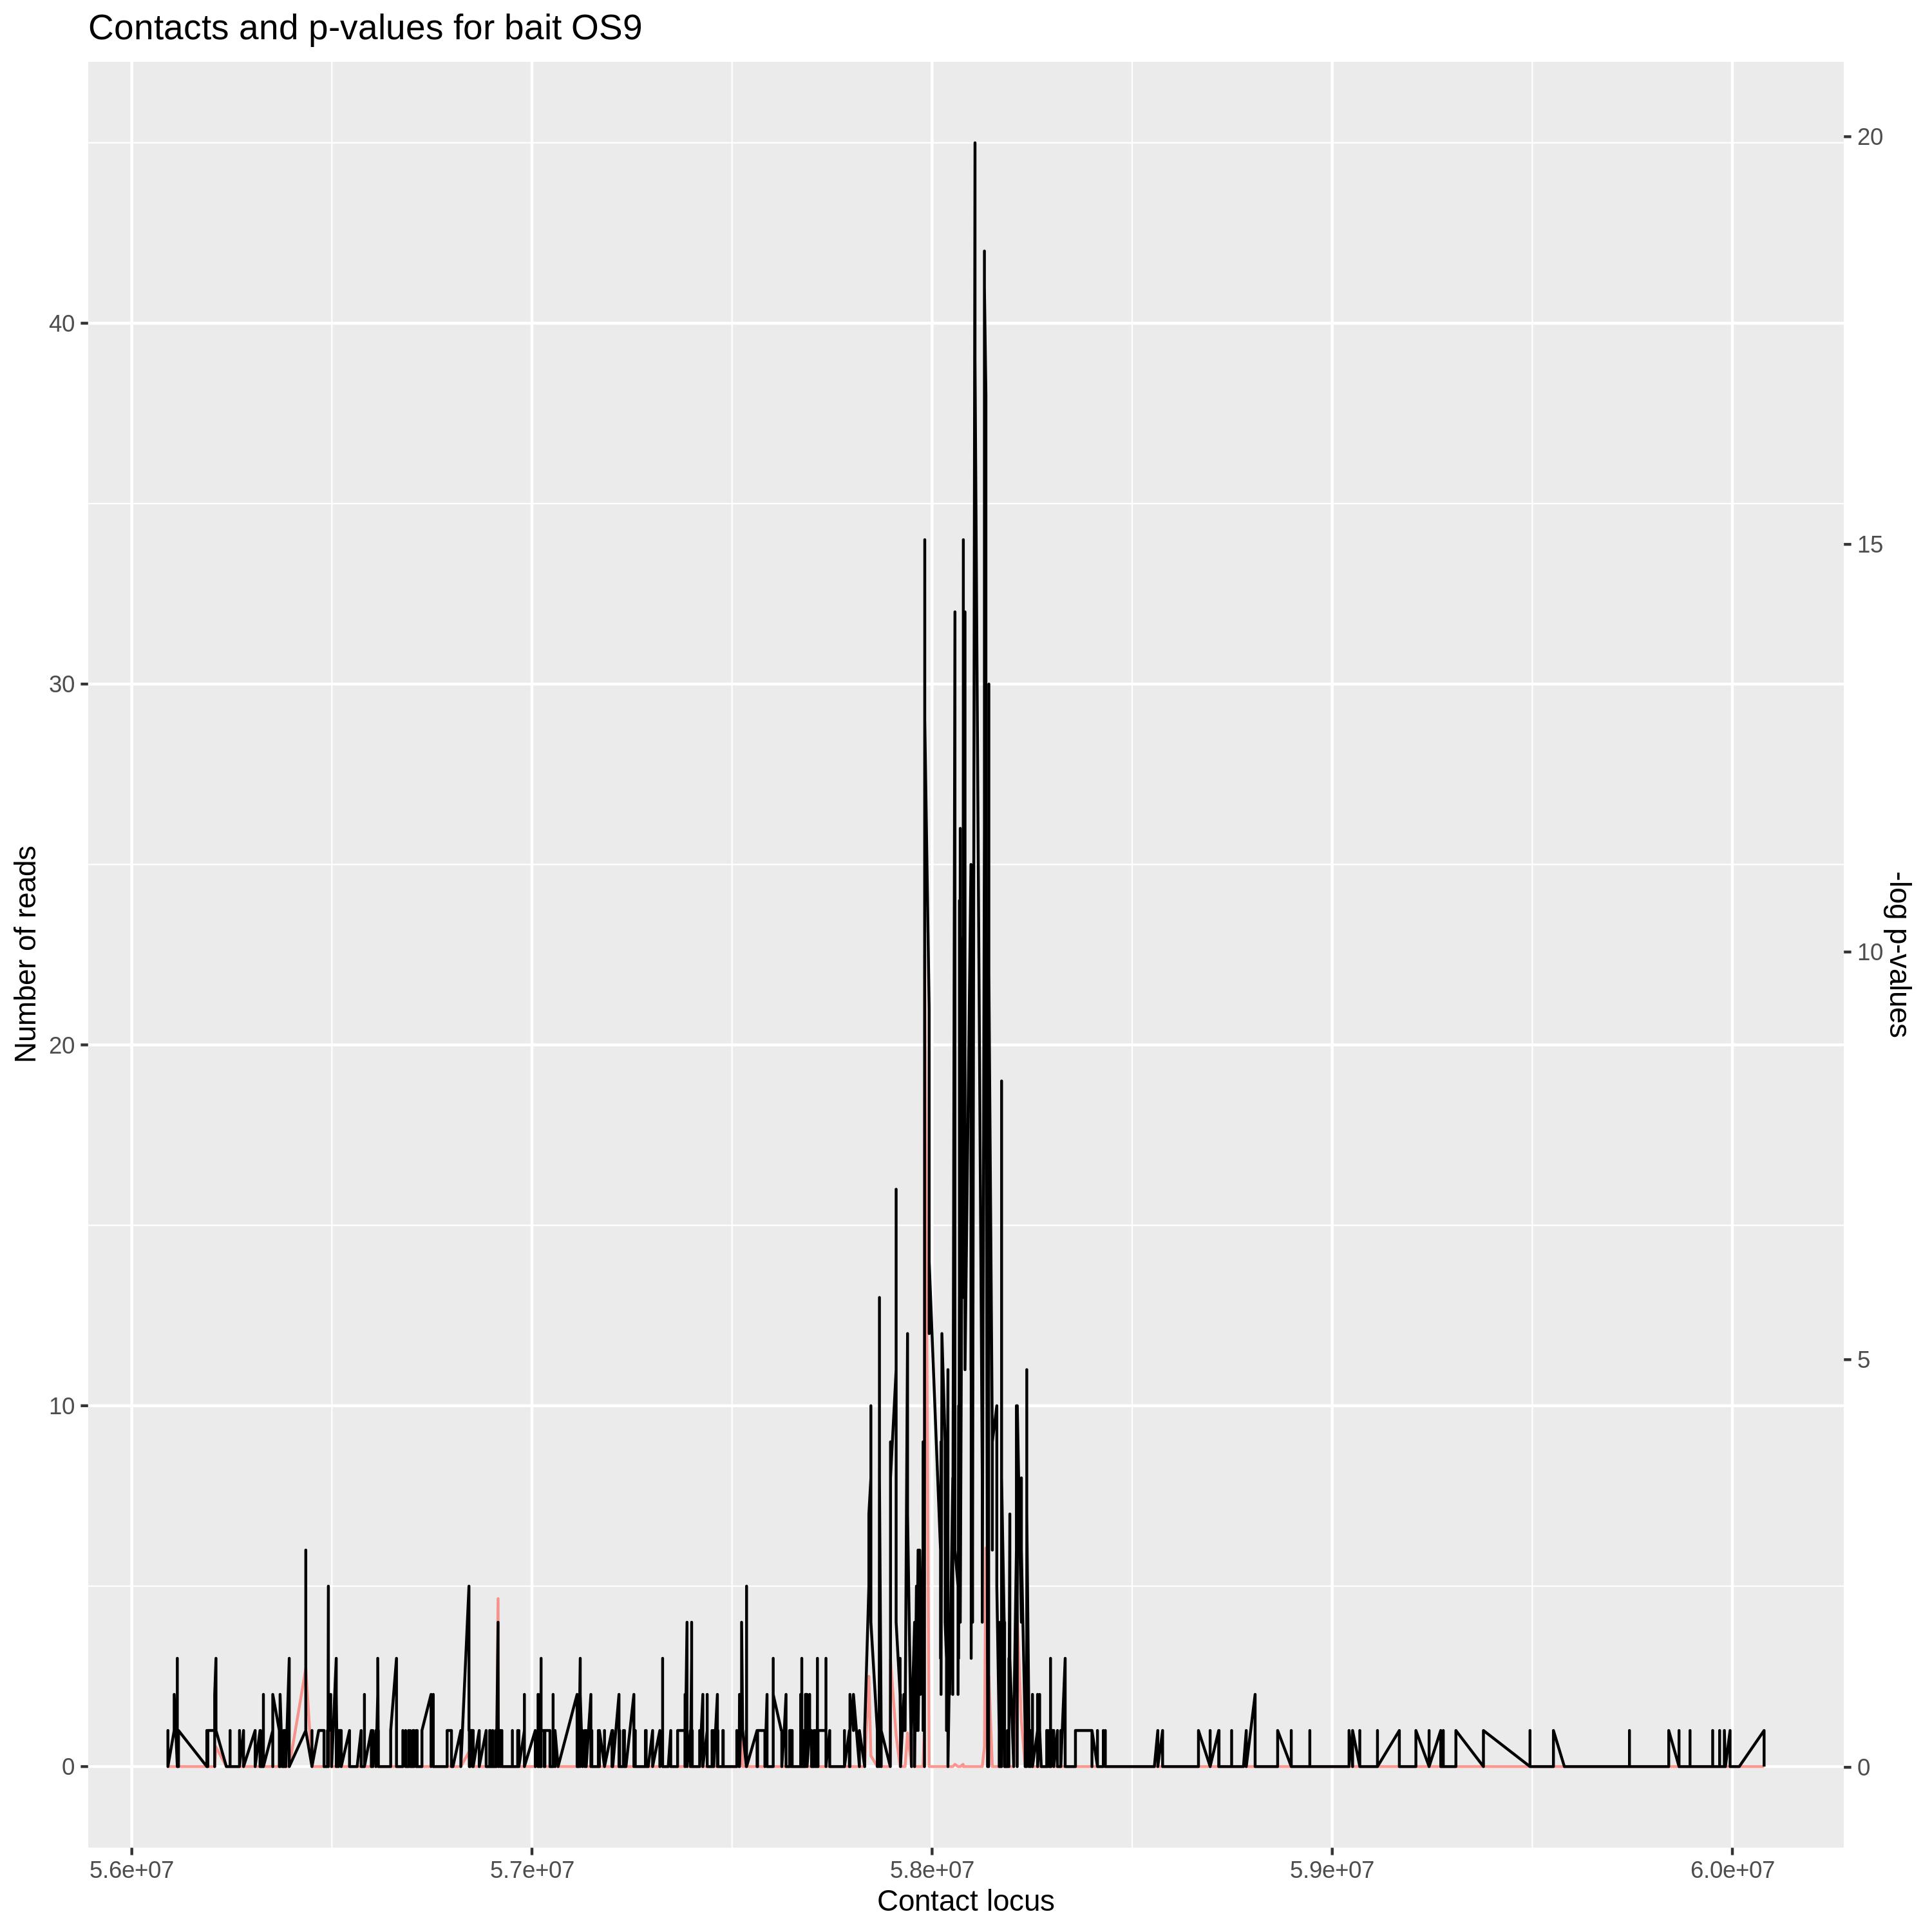 Contacts and p-values for bait OS9
Number of reads
40
30
20
10
0
20
15
10
5
0
-log p-values
5.6e+07
5.7e+07
5.8e+07
5.9e+07
6.0e+07
Contact locus